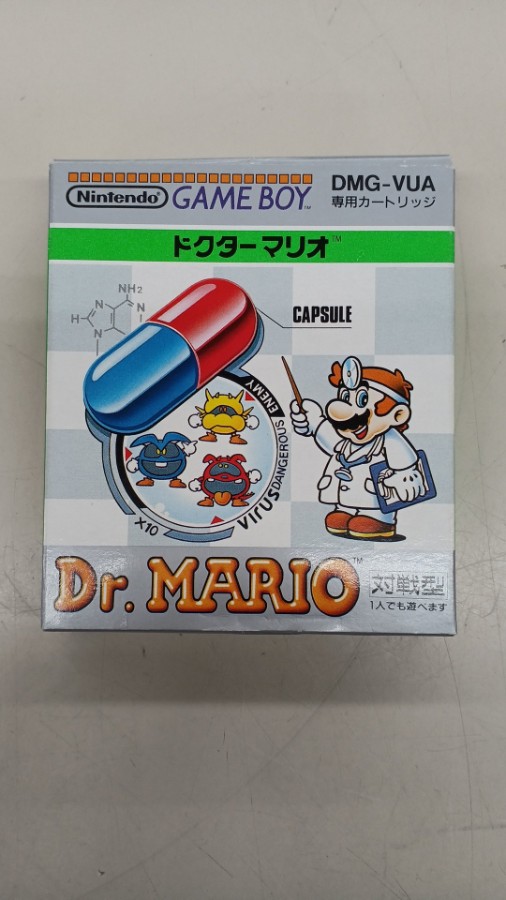 Nintendo GAME BOY™ DMG-VUA
専用カートリッジ
ドクターマリオ™
NH2
N
N
H
N
N
CAPSULE
ENEMY
DANGEROUS
VIRUS
X10
Dr. MARIO™
対戦型
1人でも遊べます